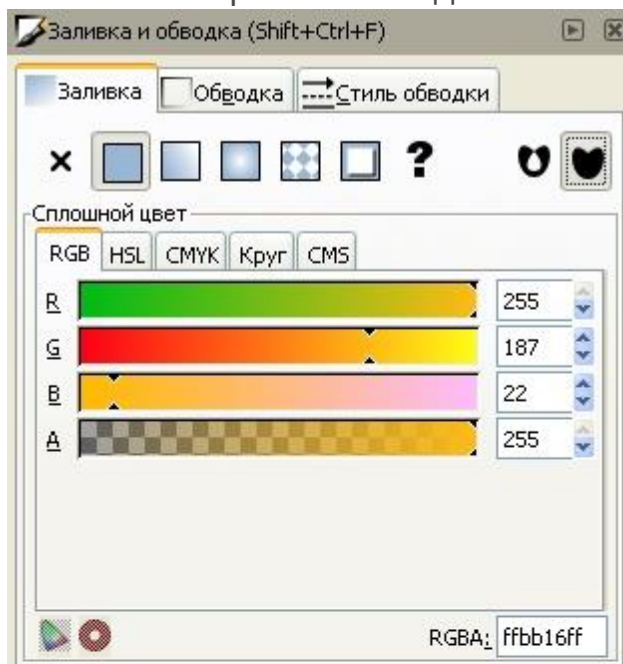 Заливка и обводка (Shift+Ctrl+F)
Заливка Обводка Стиль обводки
?
Сплошной цвет
RGB HSL CMYK Круг CMS
R 255
G 187
B 22
A 255
RGBA: ffbb16ff